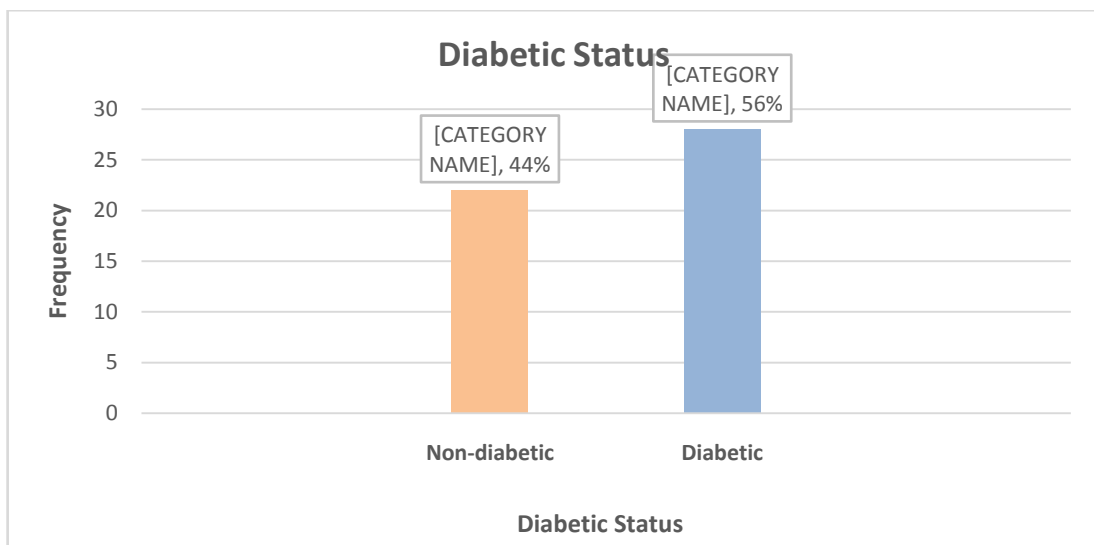 Diabetic Status
[CATEGORY
NAME], 56%
[CATEGORY
NAME], 44%
30
25
20
15
10
5
0
Frequency
Non-diabetic
Diabetic
Diabetic Status